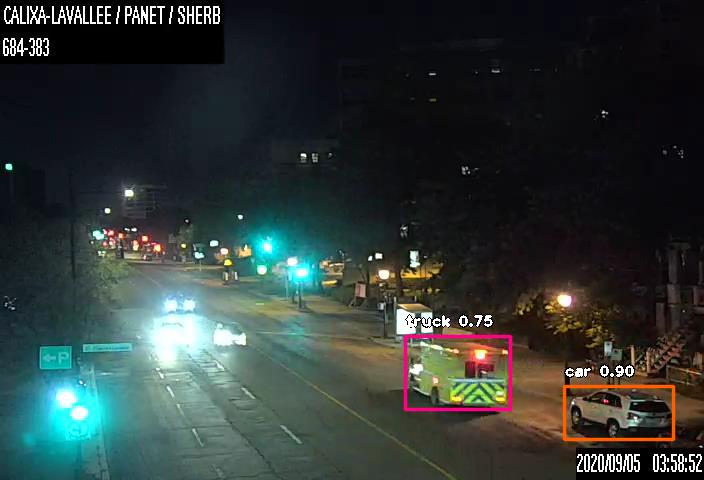 CALIXA-LAVALLEE / PANET / SHERB
684-383
truck 0.75
car 0.90
P
2020/09/05 03:58:52